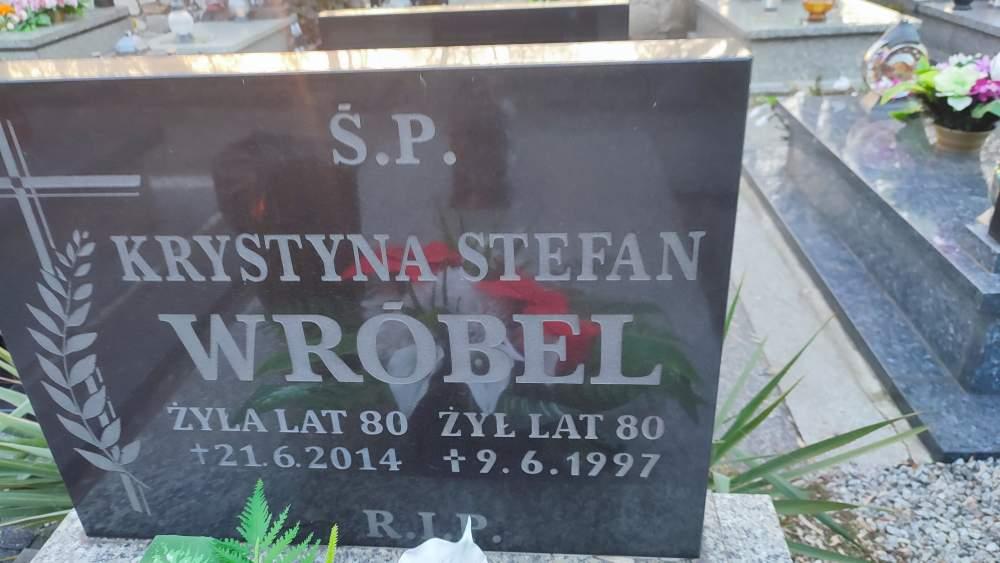 Ś.P.
KRYSTYNA STEFAN
WRÓBEL
ŻYŁA LAT 80 ŻYŁ LAT 80
†21.6.2014 †9.6.1997
R.I.P.